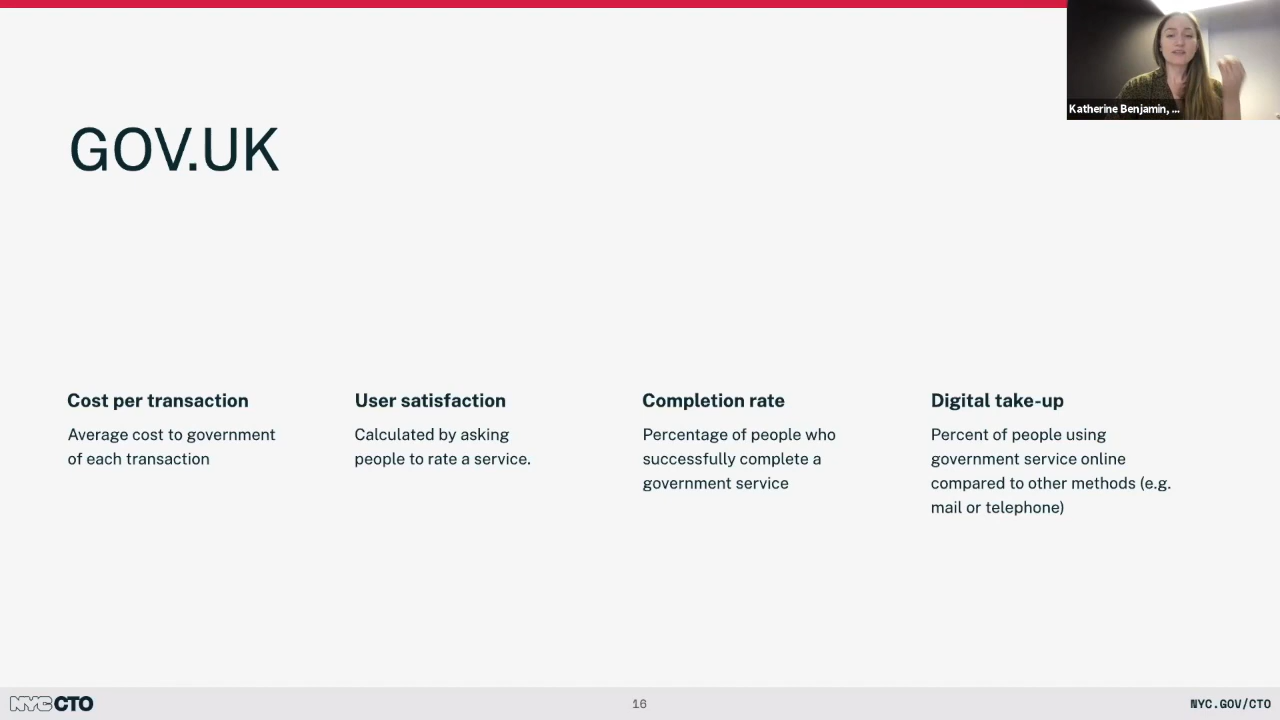 Katherine Benjamin, ...
GOV.UK
Cost per transaction
Average cost to government
of each transaction
User satisfaction
Calculated by asking
people to rate a service.
Completion rate
Percentage of people who
successfully complete a
government service
Digital take-up
Percent of people using
government service online
compared to other methods (e.g.
mail or telephone)
NYC CTO
16
NYC.GOV/CTO